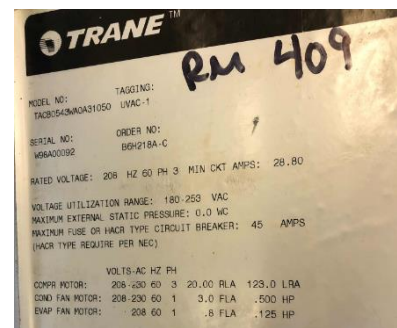 TRANE™
RM 409
MODEL NO: TAGGING:
TACB0543WA0A31050 UVAC-1
SERIAL NO: ORDER NO:
W96A00092 B6H218A-C
RATED VOLTAGE: 208 HZ 60 PH 3 MIN CKT AMPS: 28.80
VOLTAGE UTILIZATION RANGE: 180-253 VAC
MAXIMUM EXTERNAL STATIC PRESSURE: 0.0 WC
MAXIMUM FUSE OR HACR TYPE CIRCUIT BREAKER: 45 AMPS
(HACR TYPE REQUIRE PER NEC)
VOLTS-AC HZ PH
COMPR MOTOR: 208-230 60 3 20.00 RLA 123.0 LRA
COND FAN MOTOR: 208-230 60 1 3.0 FLA .500 HP
EVAP FAN MOTOR: 208 60 1 .8 FLA .125 HP